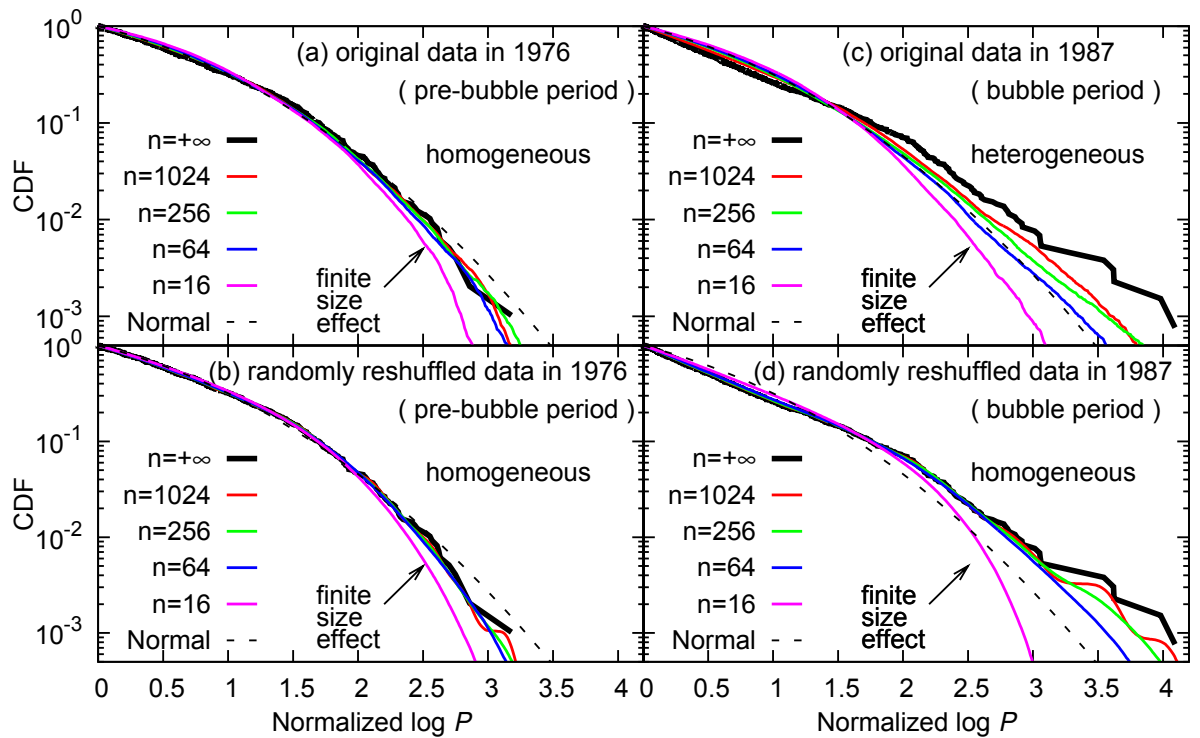 (a) original data in 1976
( pre-bubble period )
homogeneous
CDF
10^0
10^-1
10^-2
10^-3
n=+∞
n=1024
n=256
n=64
n=16
Normal
finite
size
effect
(c) original data in 1987
( bubble period )
heterogeneous
n=+∞
n=1024
n=256
n=64
n=16
Normal
finite
size
effect
(b) randomly reshuffled data in 1976
( pre-bubble period )
homogeneous
CDF
10^0
10^-1
10^-2
10^-3
n=+∞
n=1024
n=256
n=64
n=16
Normal
finite
size
effect
0 0.5 1 1.5 2 2.5 3 3.5 4
Normalized log P
(d) randomly reshuffled data in 1987
( bubble period )
homogeneous
n=+∞
n=1024
n=256
n=64
n=16
Normal
finite
size
effect
0 0.5 1 1.5 2 2.5 3 3.5 4
Normalized log P